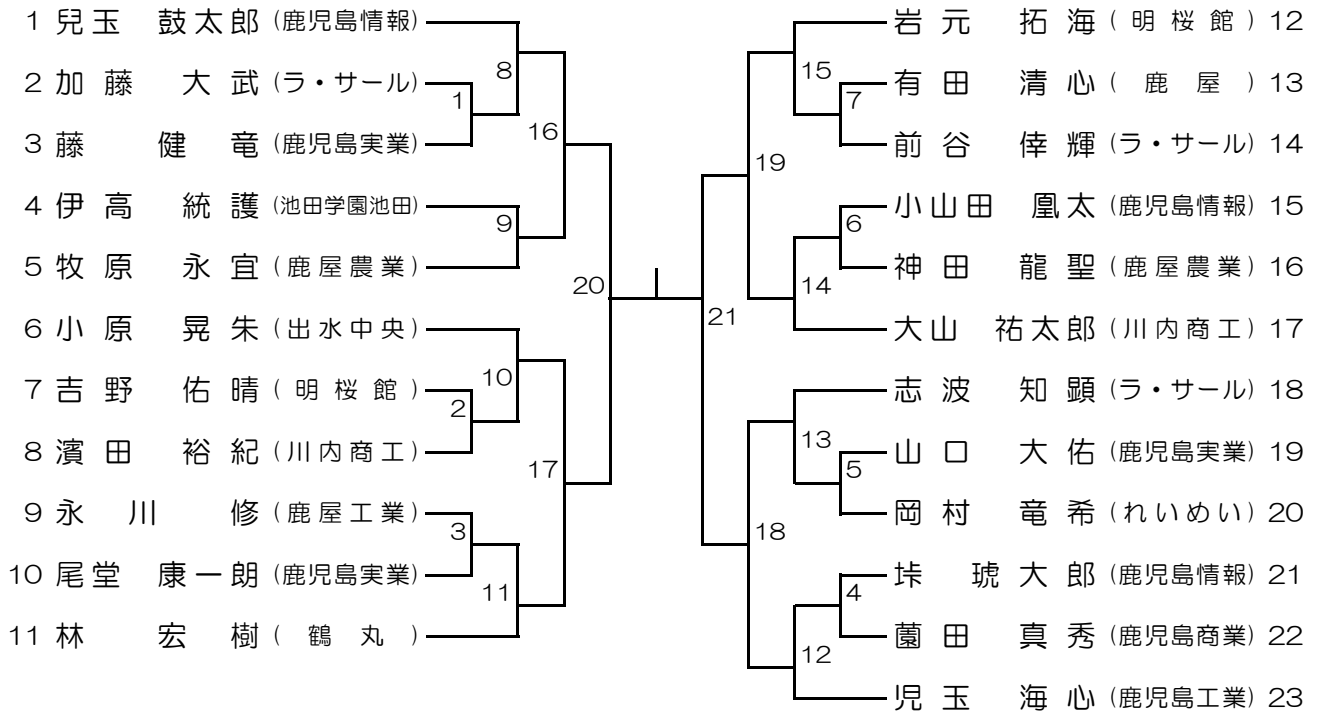 1 兒玉 鼓太郎 (鹿児島情報)
2 加藤 大武 (ラ・サール)
3 藤 健竜 (鹿児島実業)
4 伊高 統護 (池田学園池田)
5 牧原 永宜 (鹿屋農業)
6 小原 晃朱 (出水中央)
7 吉野 佑晴 (明桜館)
8 濱田 裕紀 (川内商工)
9 永川 修 (鹿屋工業)
10 尾堂 康一朗 (鹿児島実業)
11 林 宏樹 (鶴丸)
8
1
16
9
20
10
2
17
3
11
岩元 拓海 (明桜館) 12
有田 清心 (鹿屋) 13
前谷 倖輝 (ラ・サール) 14
小山田 凰太 (鹿児島情報) 15
神田 龍聖 (鹿屋農業) 16
大山 祐太郎 (川内商工) 17
志波 知顕 (ラ・サール) 18
山口 大佑 (鹿児島実業) 19
岡村 竜希 (れいめい) 20
垰 琥大郎 (鹿児島情報) 21
薗田 真秀 (鹿児島商業) 22
児玉 海心 (鹿児島工業) 23
15
7
19
6
14
21
13
5
18
4
12